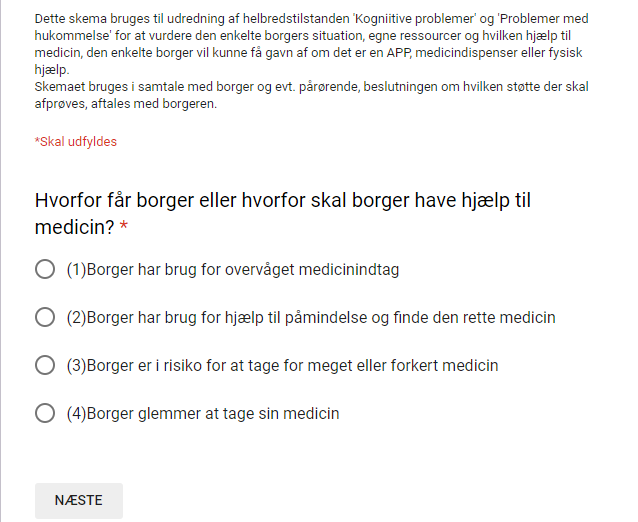 Dette skema bruges til udredning af helbredstilstanden 'Kogniitive problemer' og 'Problemer med
hukommelse' for at vurdere den enkelte borgers situation, egne ressourcer og hvilken hjælp til
medicin, den enkelte borger vil kunne få gavn af om det er en APP, medicindispenser eller fysisk
hjælp.
Skemaet bruges i samtale med borger og evt. pårørende, beslutningen om hvilken støtte der skal
afprøves, aftales med borgeren.
*Skal udfyldes
Hvorfor får borger eller hvorfor skal borger have hjælp til
medicin? *
(1)Borger har brug for overvåget medicinindtag
(2)Borger har brug for hjælp til påmindelse og finde den rette medicin
(3)Borger er i risiko for at tage for meget eller forkert medicin
(4)Borger glemmer at tage sin medicin
NÆSTE